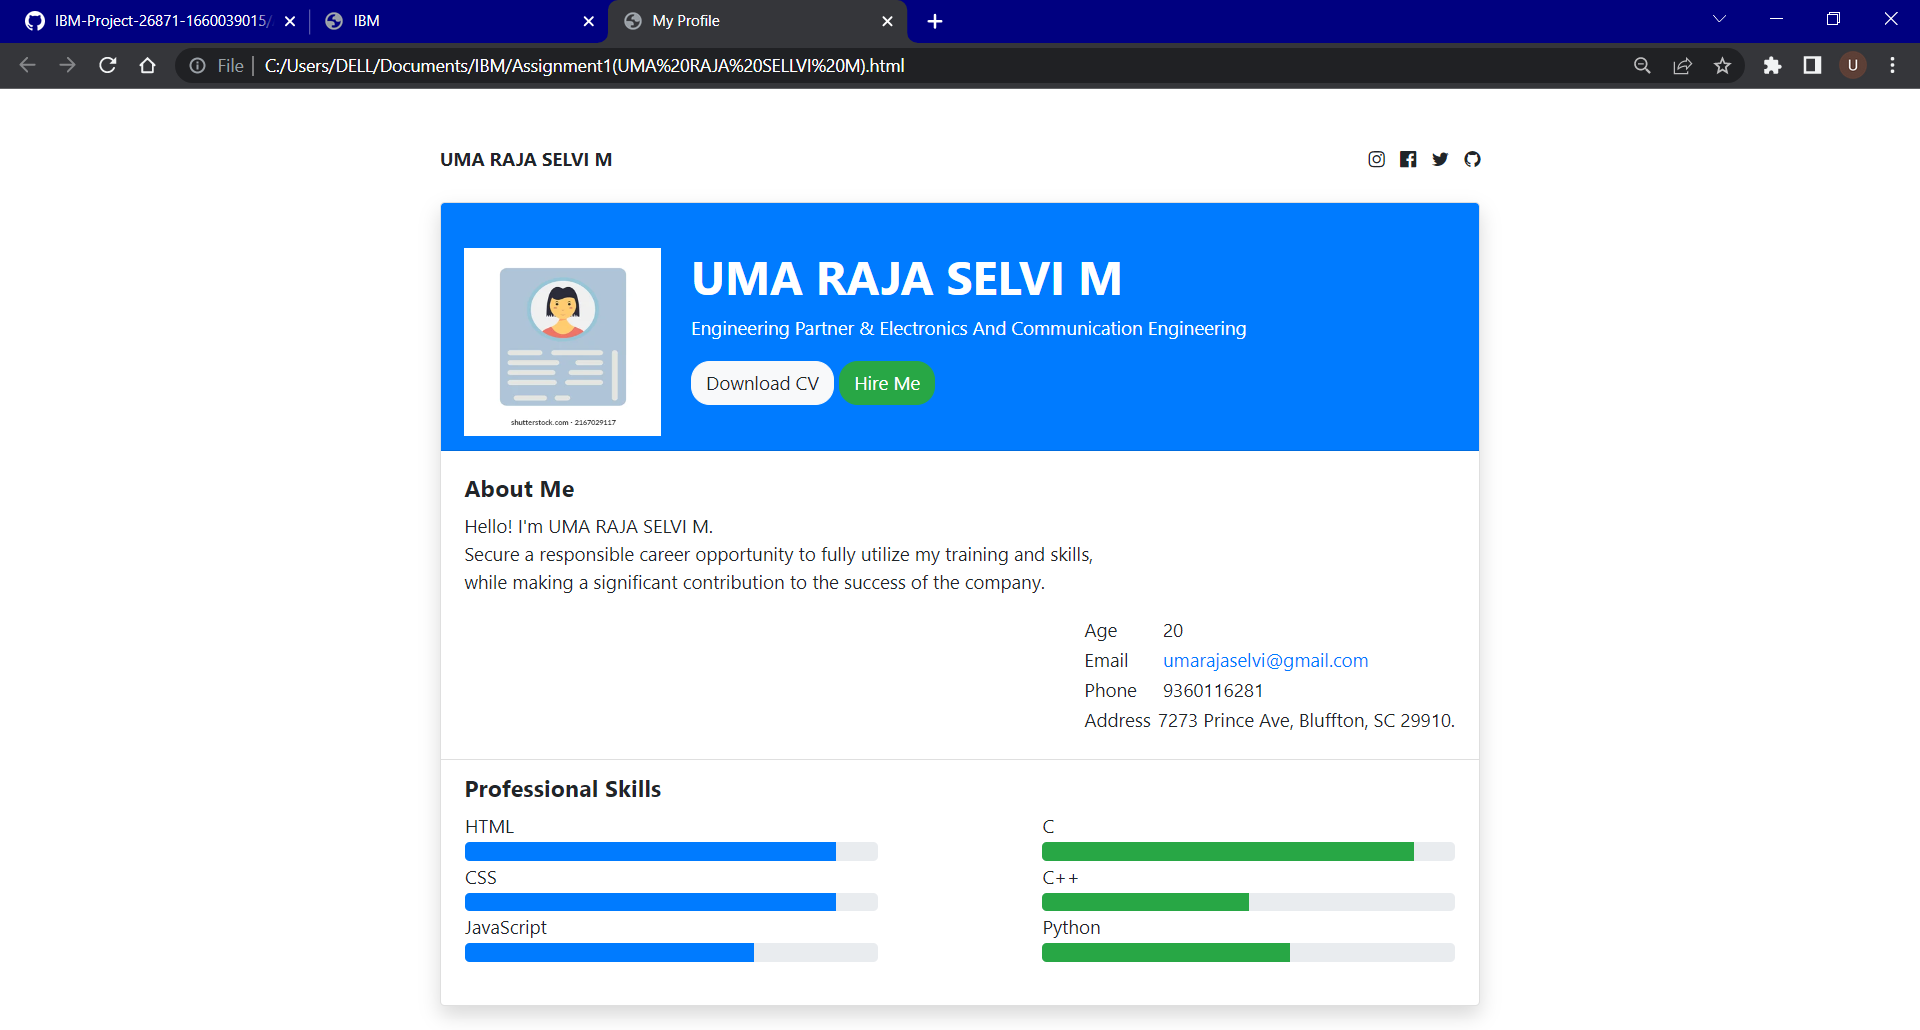 IBM-Project-26871-1660039015/
IBM
My Profile
File
C:/Users/DELL/Documents/IBM/Assignment1(UMA%20RAJA%20SELLVI%20M).html
U
UMA RAJA SELVI M
UMA RAJA SELVI M
Engineering Partner & Electronics And Communication Engineering
Download CV
Hire Me
shutterstock.com · 2167029117
About Me
Hello! I'm UMA RAJA SELVI M.
Secure a responsible career opportunity to fully utilize my training and skills,
while making a significant contribution to the success of the company.
Age 20
Email umarajaselvi@gmail.com
Phone 9360116281
Address 7273 Prince Ave, Bluffton, SC 29910.
Professional Skills
HTML
C
CSS
C++
JavaScript
Python